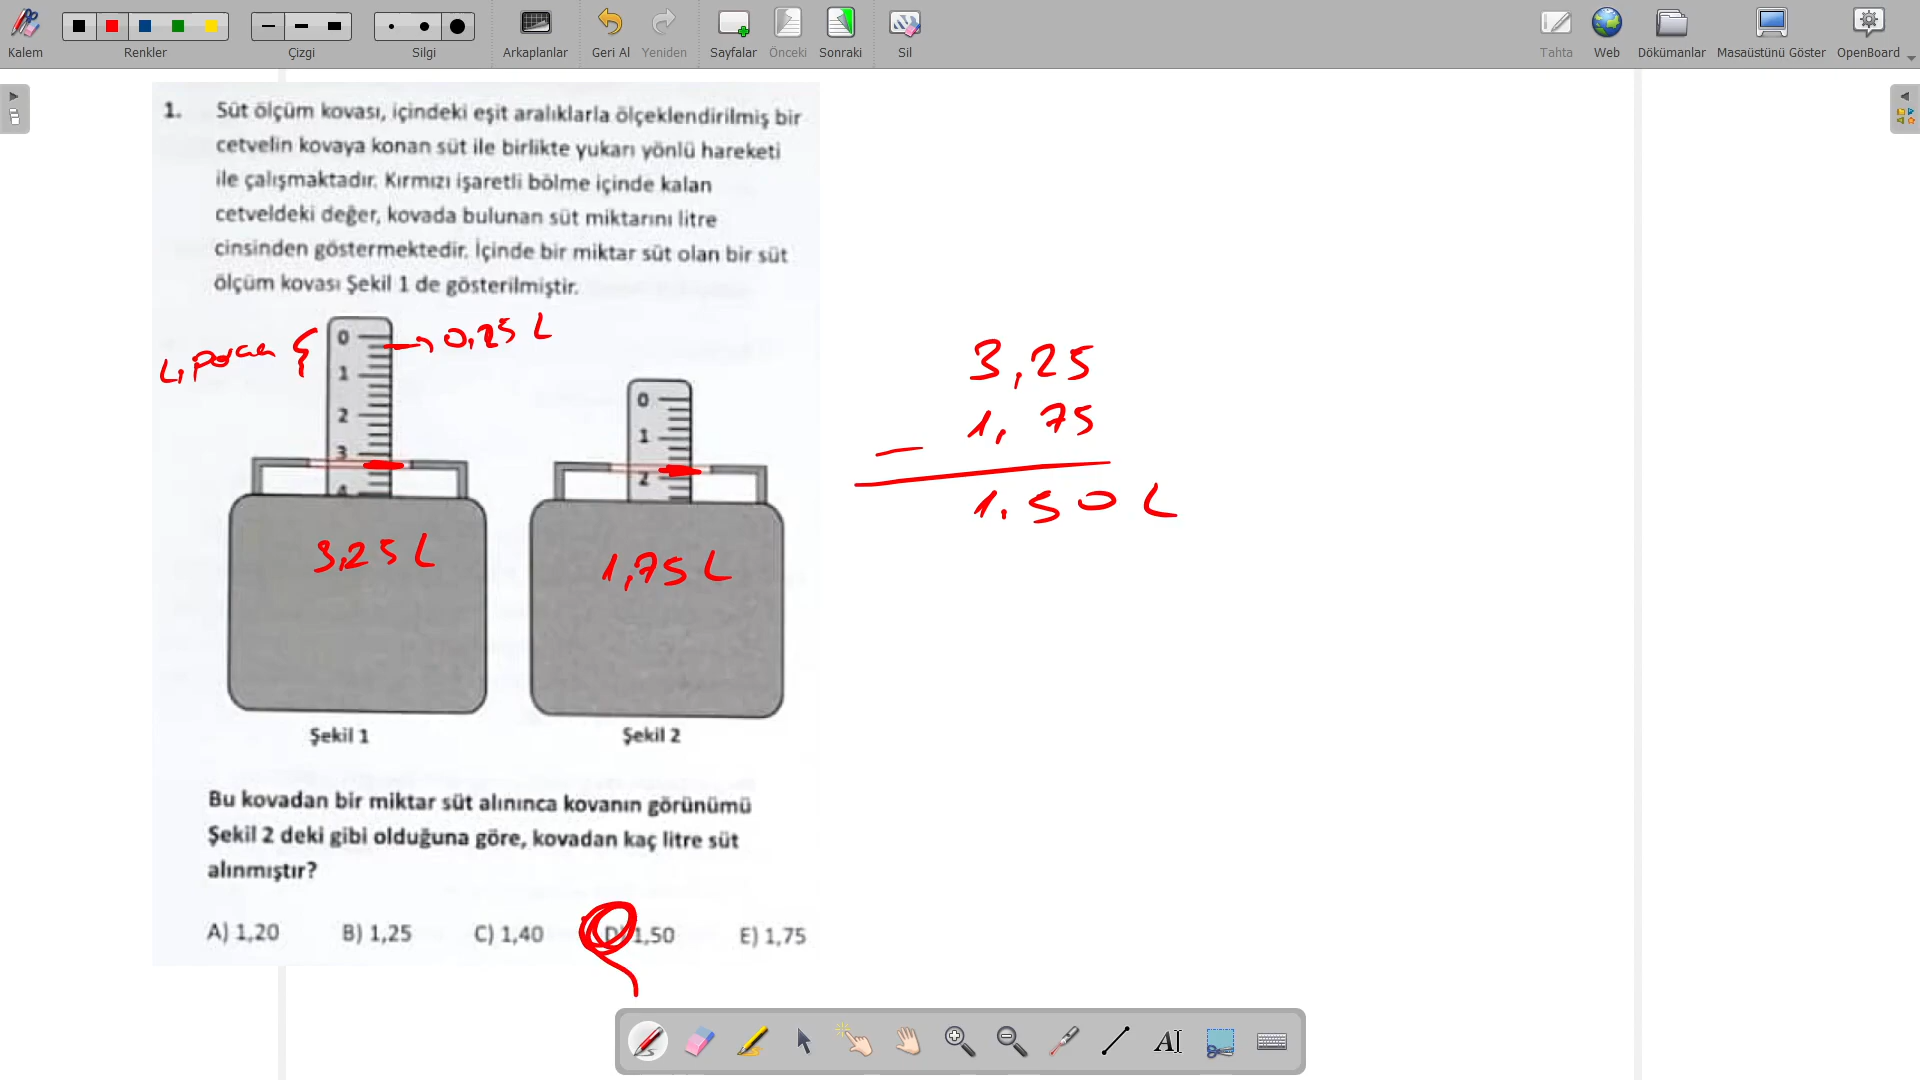 Kalem Renkler Çizgi Silgi Arkaplanlar Geri Al Yeniden Sayfalar Önceki Sonraki Sil Tahta Web Dökümanlar Masaüstünü Göster OpenBoard
1. Süt ölçüm kovası, içindeki eşit aralıklarla ölçeklendirilmiş bir
cetvelin kovaya konan süt ile birlikte yukarı yönlü hareketi
ile çalışmaktadır. Kırmızı işaretli bölme içinde kalan
cetveldeki değer, kovada bulunan süt miktarını litre
cinsinden göstermektedir. İçinde bir miktar süt olan bir süt
ölçüm kovası Şekil 1 de gösterilmiştir.
0
0,25 L
1
2
3
4
3,25 L
Şekil 1
0
1
2
1,75 L
Şekil 2
3,25
1,75
1.50 L
Bu kovadan bir miktar süt alınınca kovanın görünümü
Şekil 2 deki gibi olduğuna göre, kovadan kaç litre süt
alınmıştır?
A) 1,20 B) 1,25 C) 1,40 D) 1,50 E) 1,75